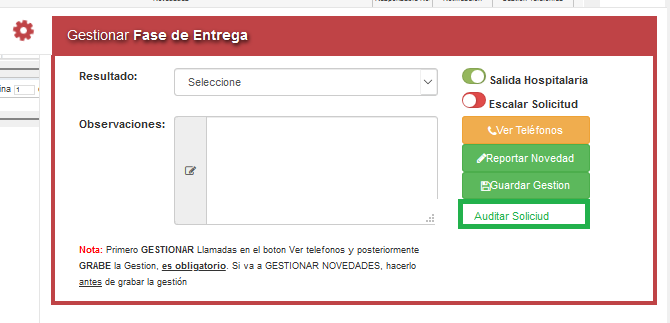 Gestionar Fase de Entrega
Resultado:
Seleccione
Salida Hospitalaria
Escalar Solicitud
Observaciones:
Ver Teléfonos
Reportar Novedad
Guardar Gestion
Auditar Soliciud
Nota: Primero GESTIONAR Llamadas en el boton Ver telefonos y posteriormente
GRABE la Gestion, es obligatorio. Si va a GESTIONAR NOVEDADES, hacerlo
antes de grabar la gestión
ina 1